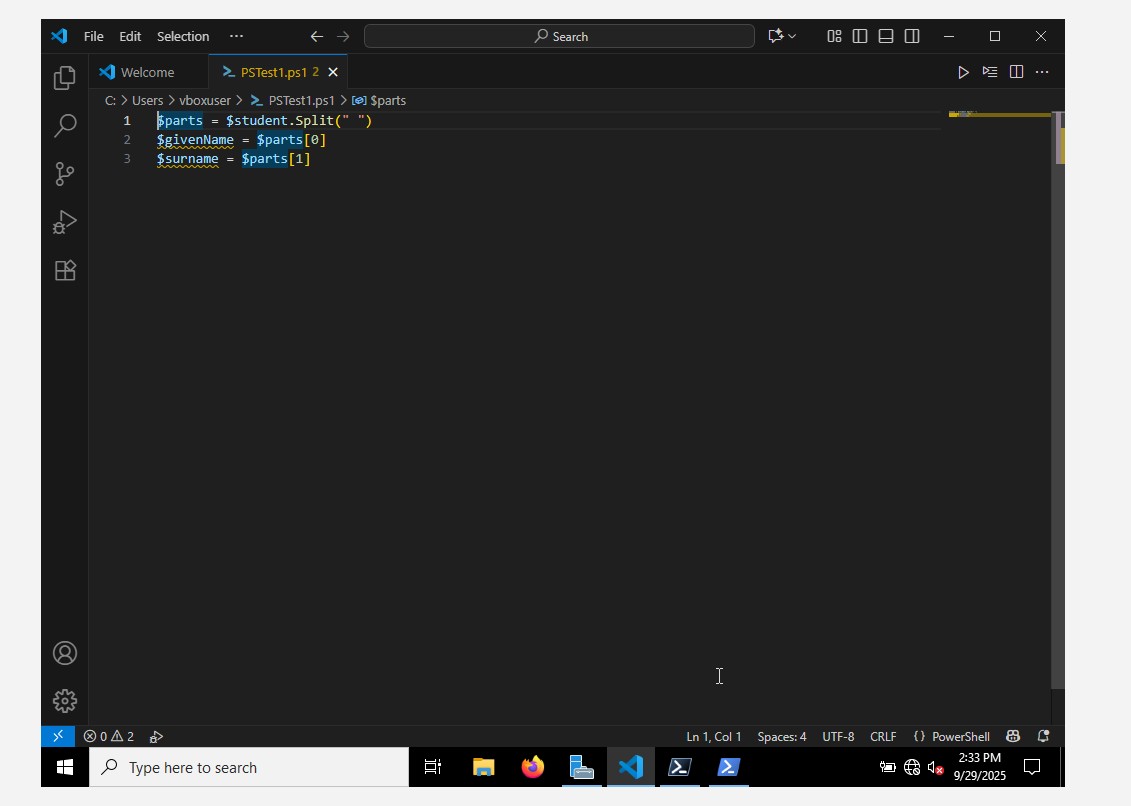 File Edit Selection ··· Search
Welcome PSTest1.ps1 2
C: > Users > vboxuser > PSTest1.ps1 > $parts
1 $parts = $student.Split(" ")
2 $givenName = $parts[0]
3 $surname = $parts[1]
0 2 Ln 1, Col 1 Spaces: 4 UTF-8 CRLF {} PowerShell
Type here to search
2:33 PM
9/29/2025